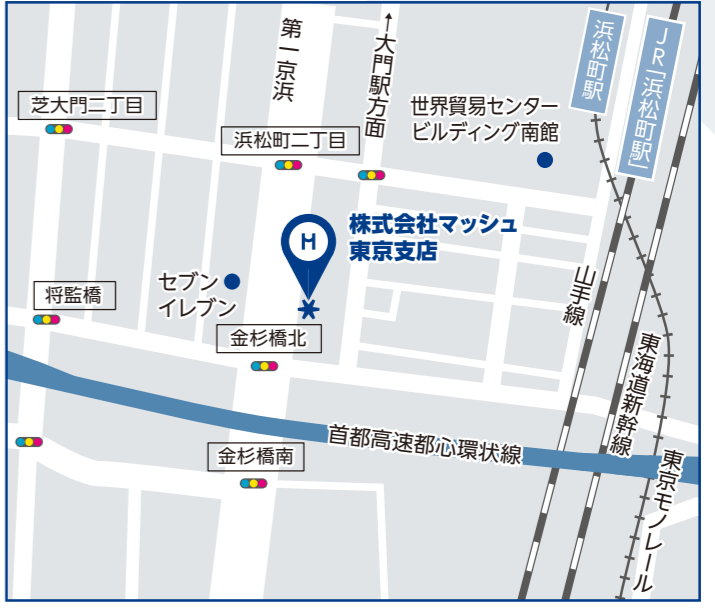 第一京浜
↑大門駅方面
浜松町駅
JR「浜松町駅」
芝大門二丁目
世界貿易センター
ビルディング南館
浜松町二丁目
H
株式会社マッシュ
東京支店
セブン
イレブン
将監橋
金杉橋北
山手線
東海道新幹線
首都高速都心環状線
金杉橋南
東京モノレール